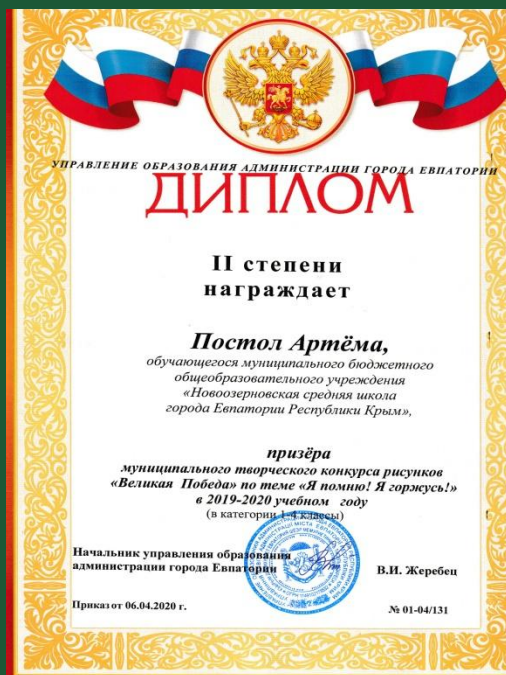 УПРАВЛЕНИЕ ОБРАЗОВАНИЯ АДМИНИСТРАЦИИ ГОРОДА ЕВПАТОРИИ
ДИПЛОМ
II степени
награждает
Постол Артёма,
обучающегося муниципального бюджетного
общеобразовательного учреждения
«Новоозерновская средняя школа
города Евпатории Республики Крым»,
призёра
муниципального творческого конкурса рисунков
«Великая Победа» по теме «Я помню! Я горжусь!»
в 2019-2020 учебном году
(в категории 1-4 классы)
Начальник управления образования
администрации города Евпатории
В.И. Жеребец
Приказ от 06.04.2020 г.
№ 01-04/131